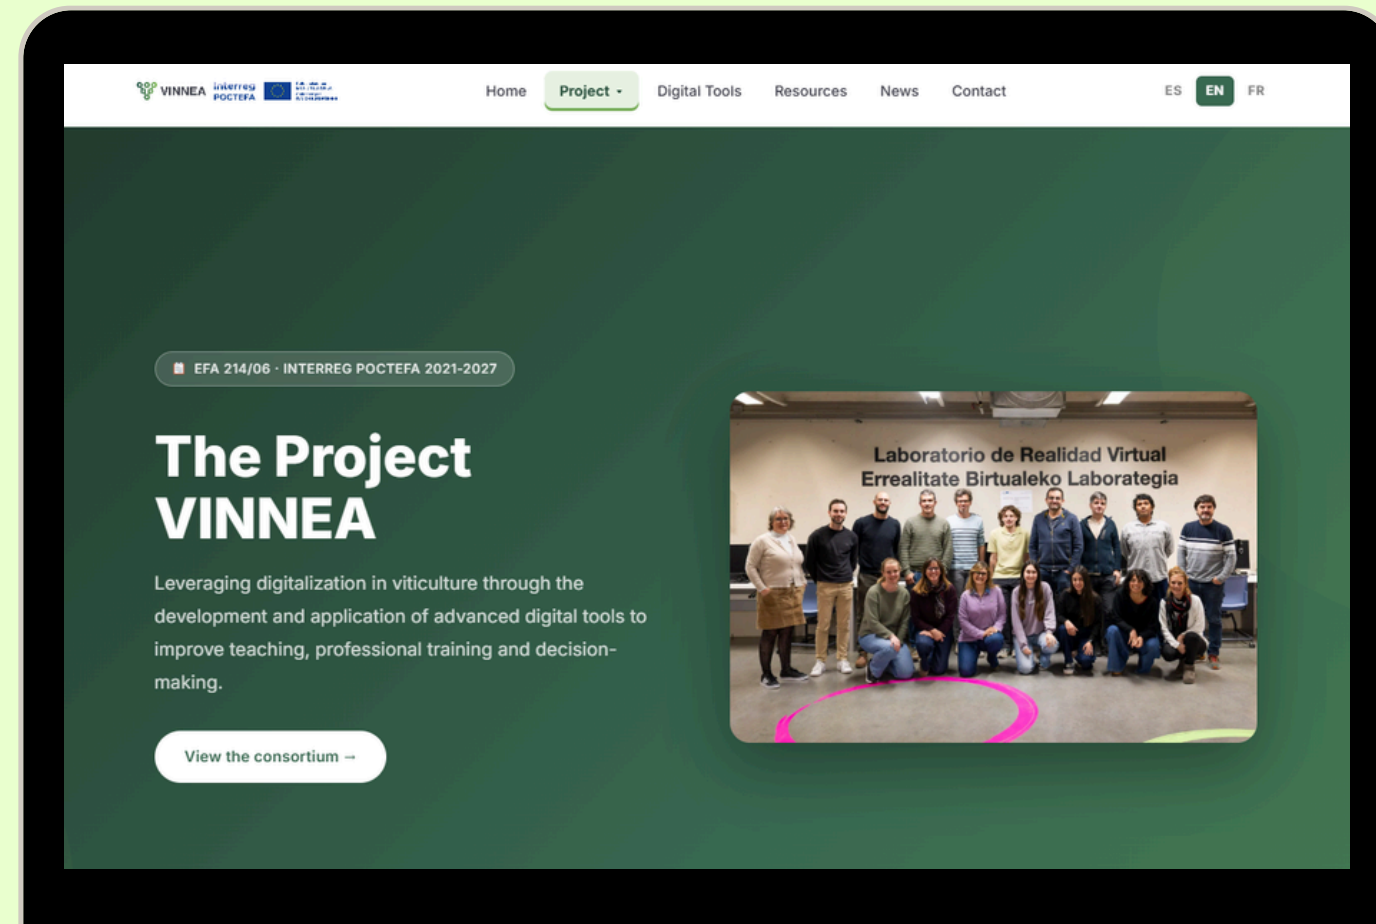 VINNEA
Interreg
POCTEFA
Home
Project
Digital Tools
Resources
News
Contact
ES
EN
FR
EFA 214/06 · INTERREG POCTEFA 2021-2027
The Project
VINNEA
Leveraging digitalization in viticulture through the
development and application of advanced digital tools to
improve teaching, professional training and decision-
making.
View the consortium →
Laboratorio de Realidad Virtual
Errealitate Birtualeko Laborategia